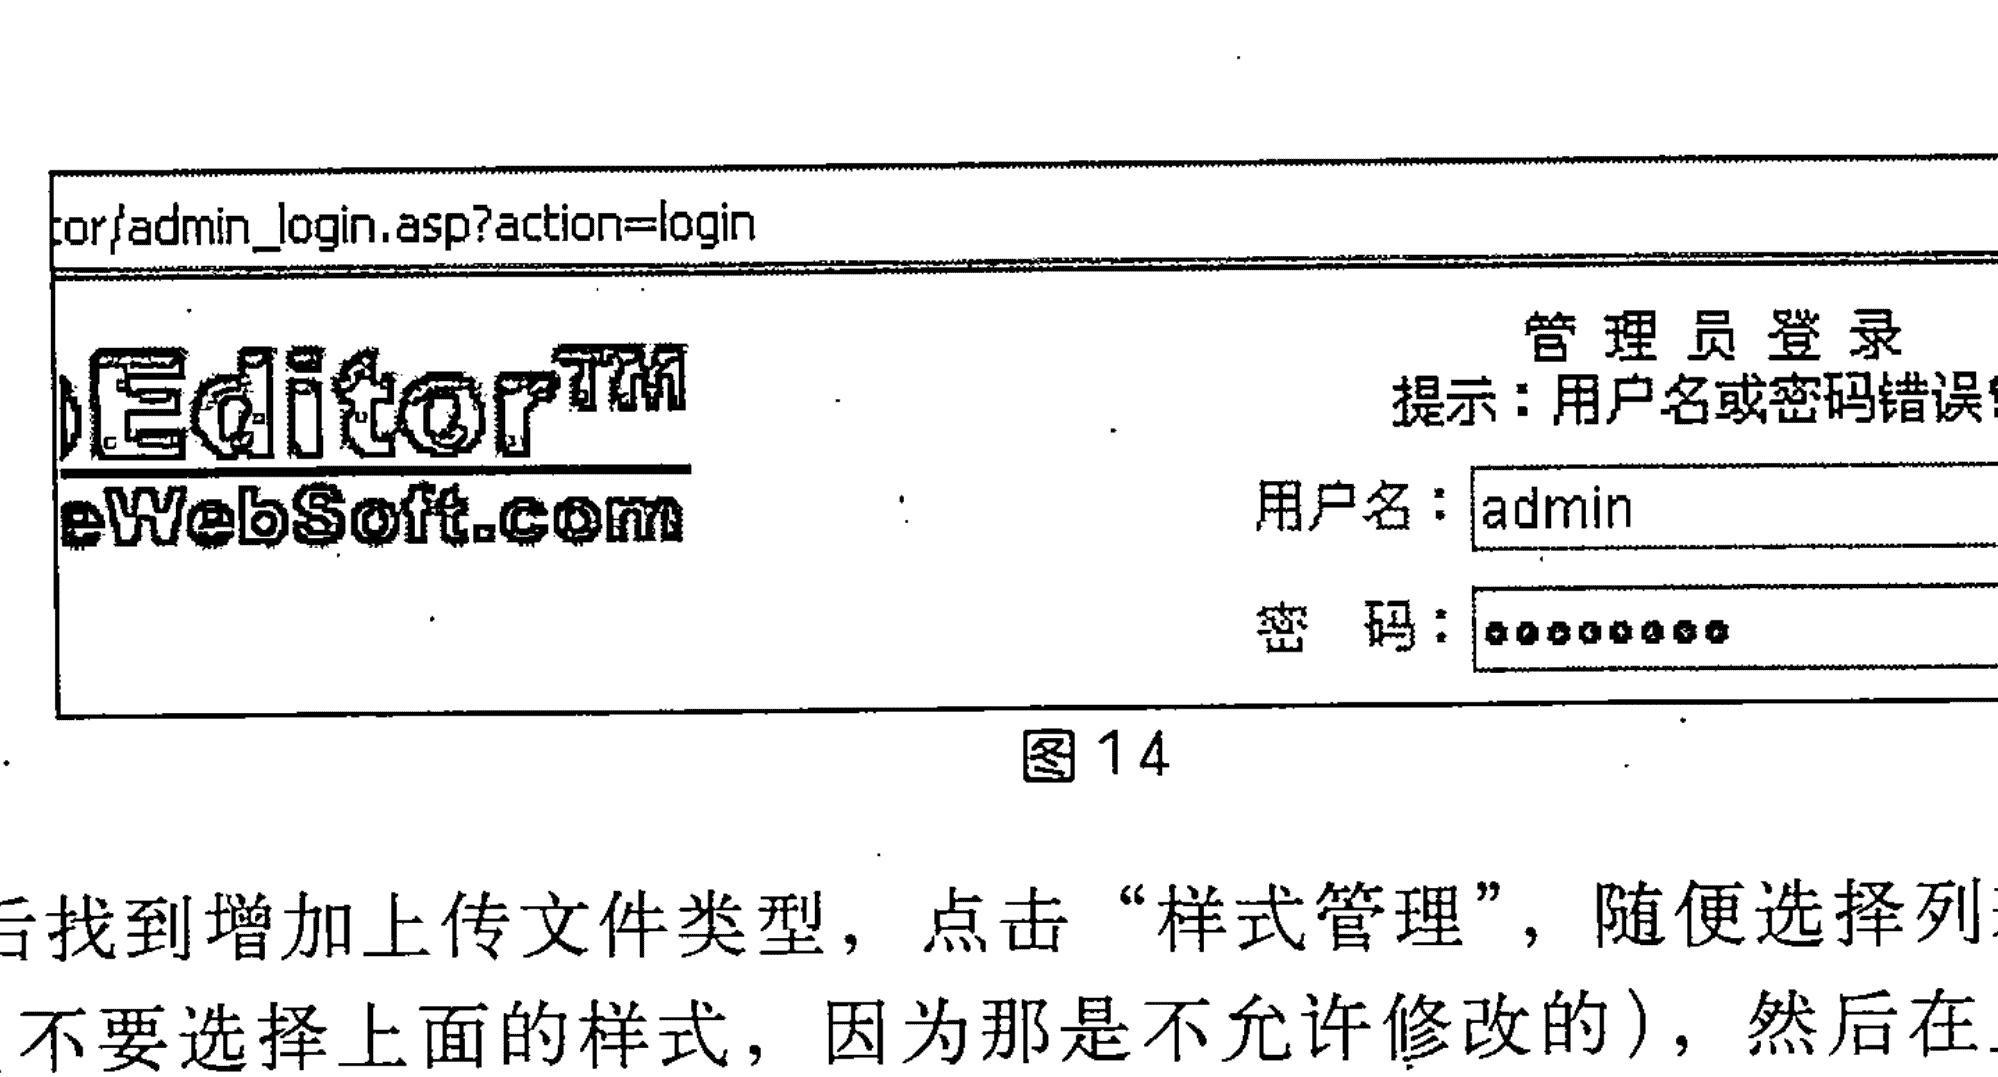 tor/admin_login.asp?action=login
Editor™
eWebSoft.com
管理员登录
提示：用户名或密码错误
用户名：admin
密 码：●●●●●●●●
图14
后找到增加上传文件类型，点击“样式管理”，随便选择列
不要选择上面的样式，因为那是不允许修改的），然后在